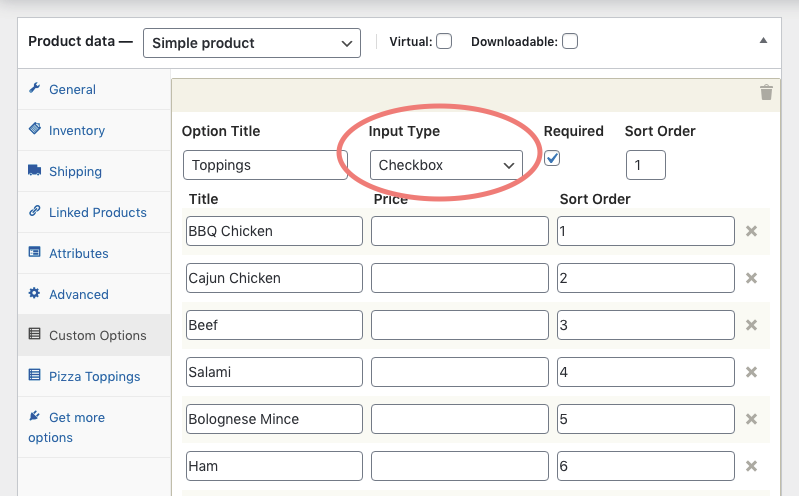 Product data — Simple product Virtual: Downloadable:
General
Inventory
Shipping
Linked Products
Attributes
Advanced
Custom Options
Pizza Toppings
Get more
options
Option Title Input Type Required Sort Order
Toppings Checkbox 1
Title Price Sort Order
BBQ Chicken 1
Cajun Chicken 2
Beef 3
Salami 4
Bolognese Mince 5
Ham 6